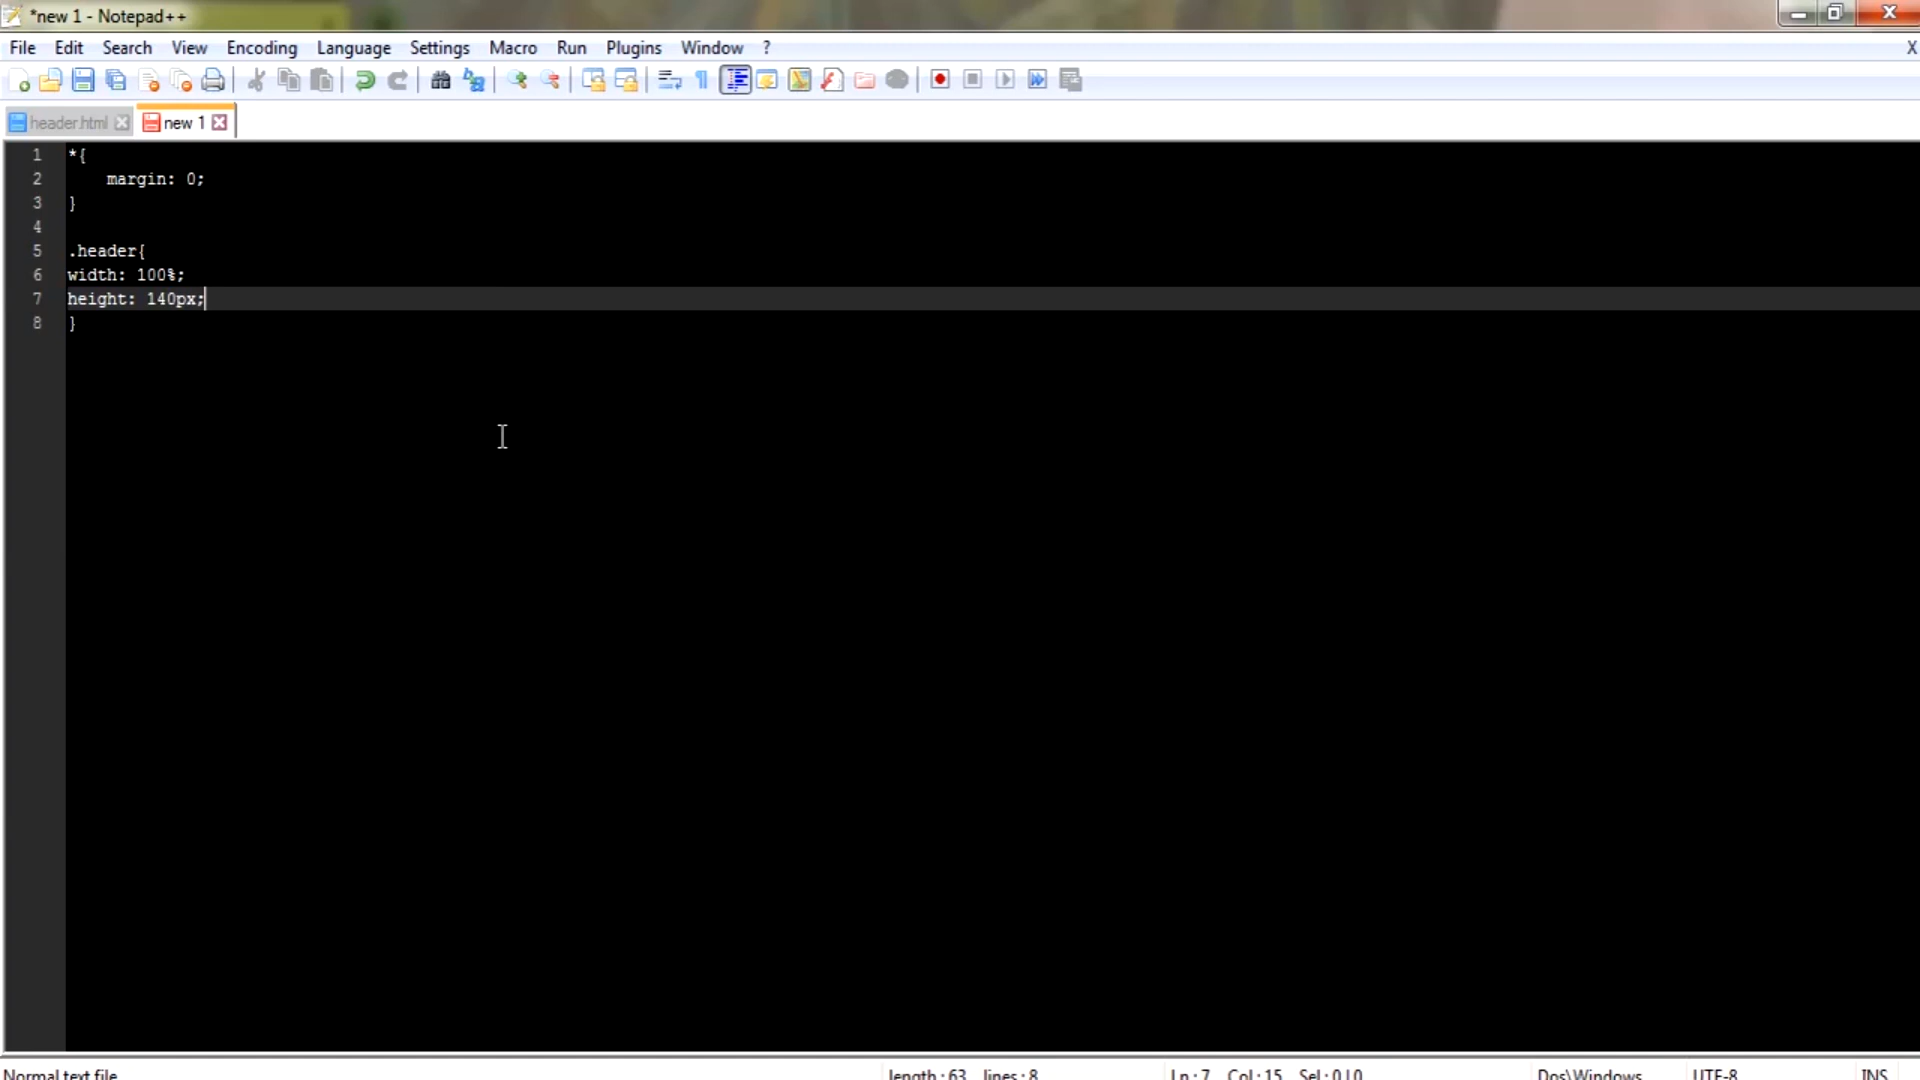 *new 1 - Notepad++
File Edit Search View Encoding Language Settings Macro Run Plugins Window ? X
header.html new 1
1 *{
2 margin: 0;
3 }
4
5 .header{
6 width: 100%;
7 height: 140px;
8 }
Normal text file length : 63 lines : 8 Ln : 7 Col : 15 Sel : 0 | 0 Dos\Windows UTF-8 INS